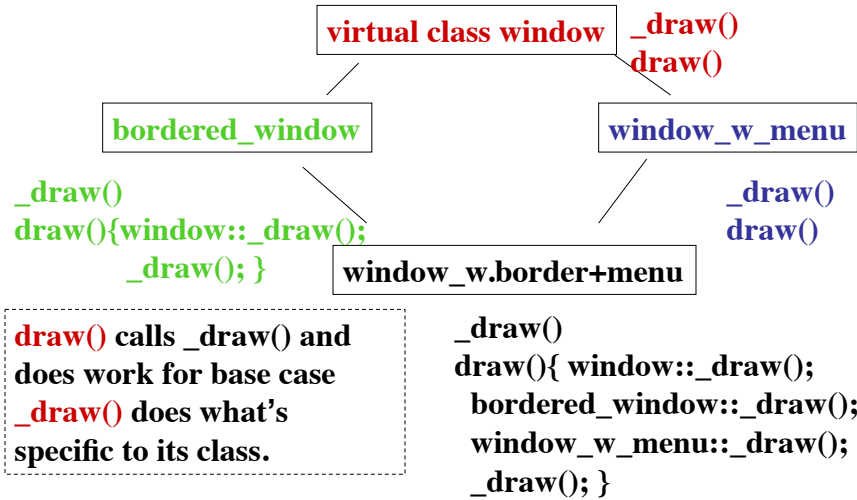 virtual class window
_draw()
draw()
bordered_window
window_w_menu
_draw()
draw(){window::_draw();
_draw(); }
_draw()
draw()
window_w.border+menu
draw() calls _draw() and
does work for base case
_draw() does what’s
specific to its class.
_draw()
draw(){ window::_draw();
bordered_window::_draw();
window_w_menu::_draw();
_draw(); }